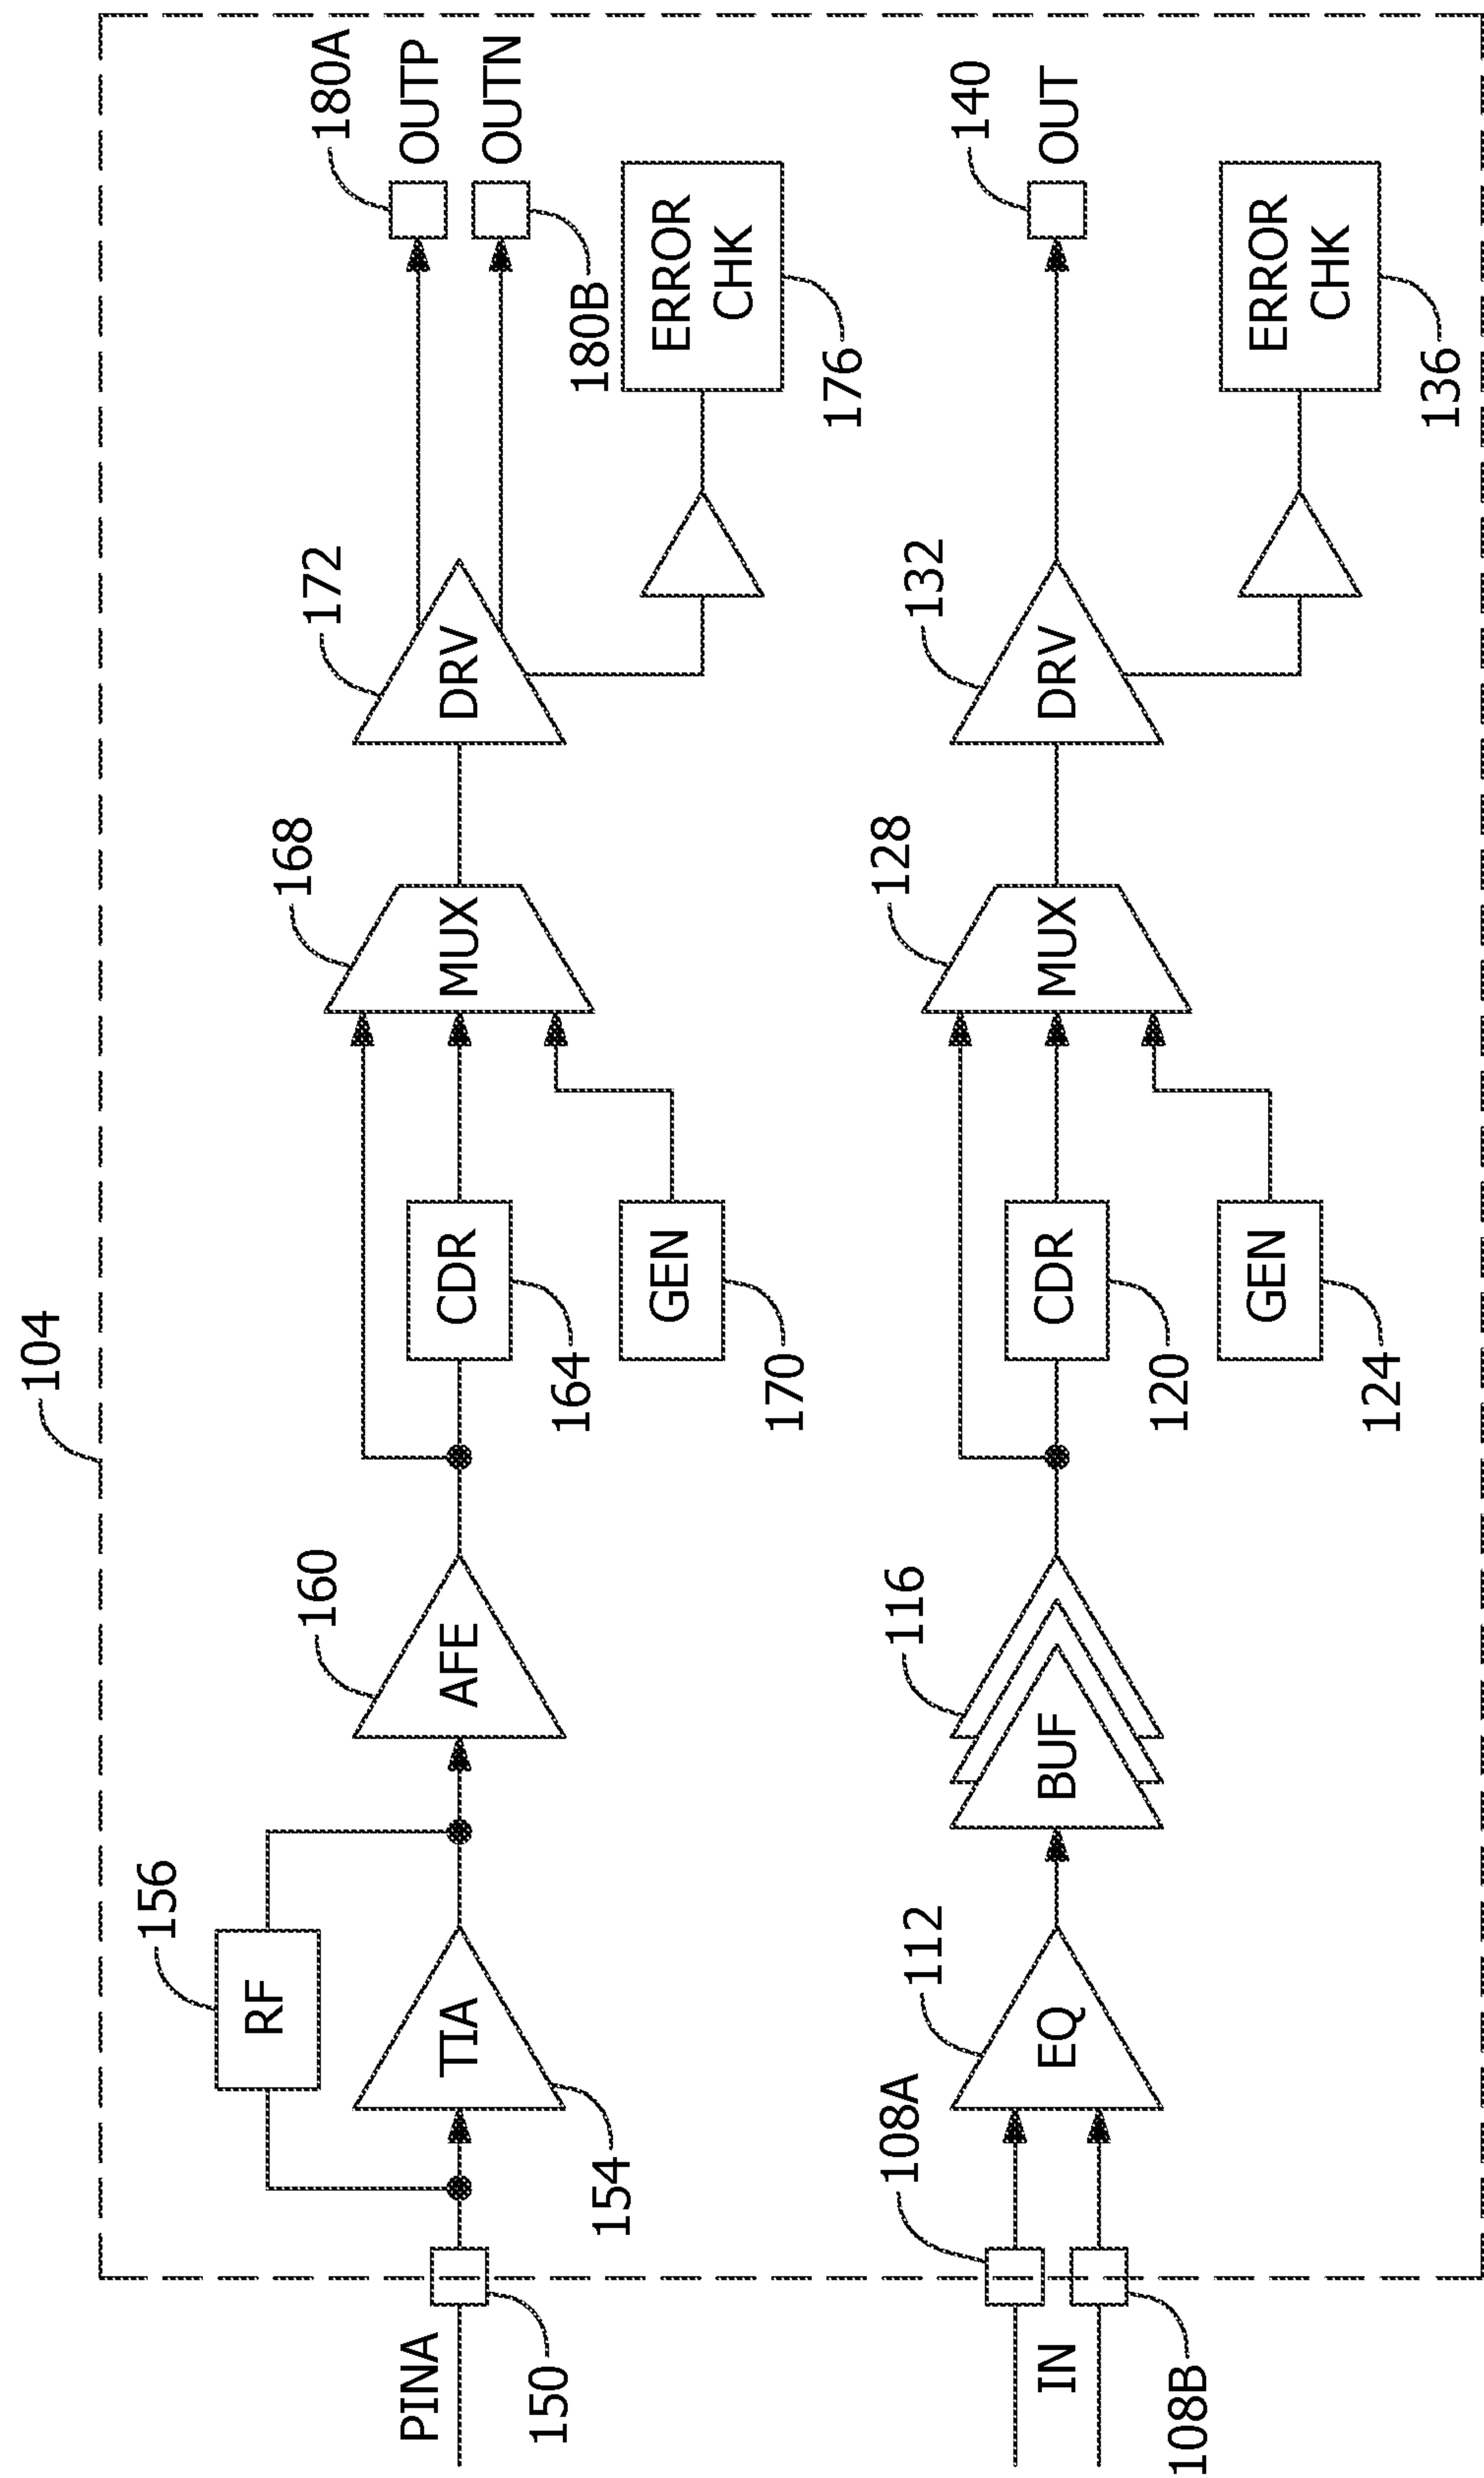 104
156
RF
160
168
172
180A
PINA
TIA
AFE
CDR
MUX
DRV
OUTP
OUTN
150
154
164
GEN
170
180B
ERROR
CHK
176
108A
112
116
128
132
140
IN
EQ
BUF
CDR
MUX
DRV
OUT
108B
120
GEN
124
ERROR
CHK
136